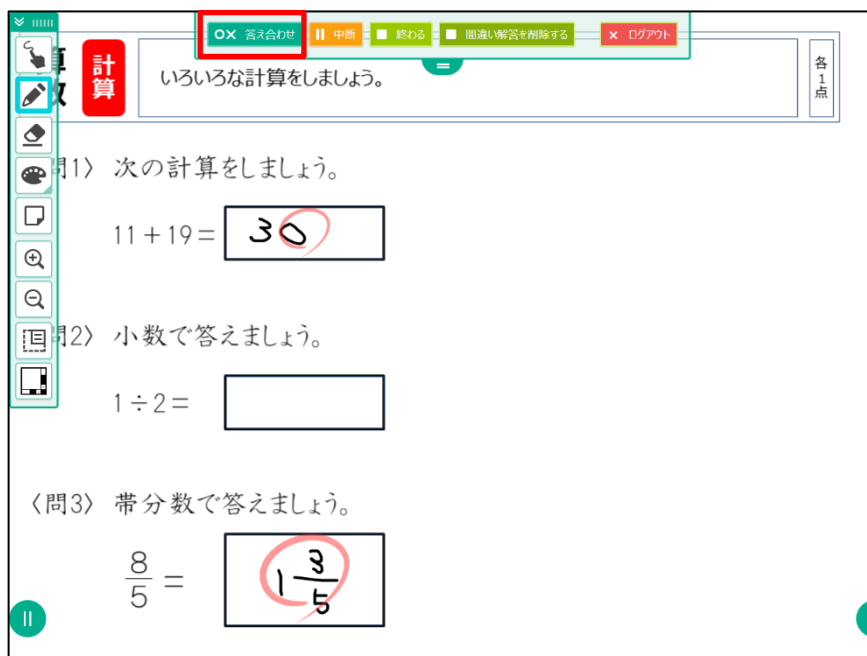 ○× 答え合わせ 中断 終わる 間違い解答を削除する × ログアウト
算数
計算
いろいろな計算をしましょう。
各1点
問1〉 次の計算をしましょう。
11+19= 30
問2〉 小数で答えましょう。
1÷2=
〈問3〉 帯分数で答えましょう。
8/5 = 1 3/5